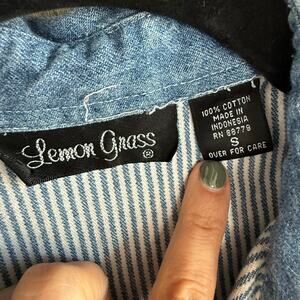 Lemon Grass
®
100% COTTON
MADE IN
INDONESIA
RN 88779
S
OVER FOR CARE